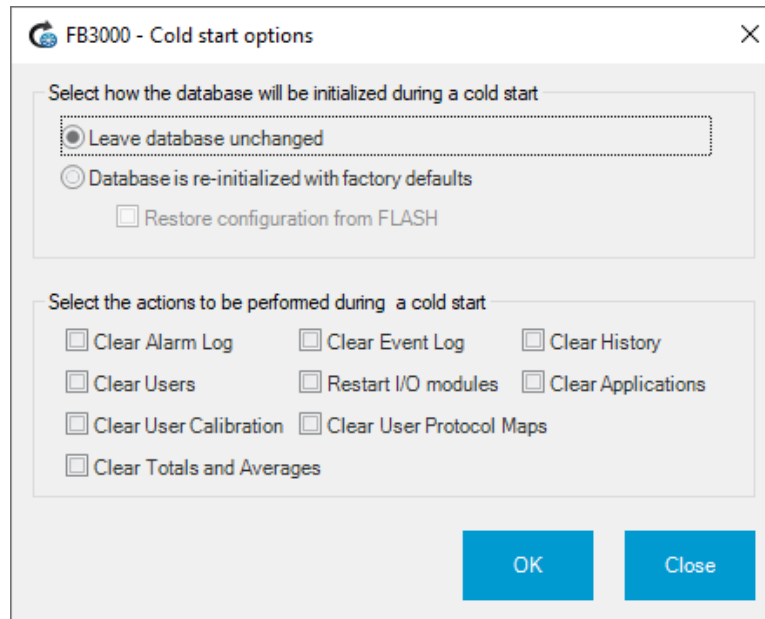 FB3000 - Cold start options
Select how the database will be initialized during a cold start
Leave database unchanged
Database is re-initialized with factory defaults
Restore configuration from FLASH
Select the actions to be performed during a cold start
Clear Alarm Log Clear Event Log Clear History
Clear Users Restart I/O modules Clear Applications
Clear User Calibration Clear User Protocol Maps
Clear Totals and Averages
OK Close